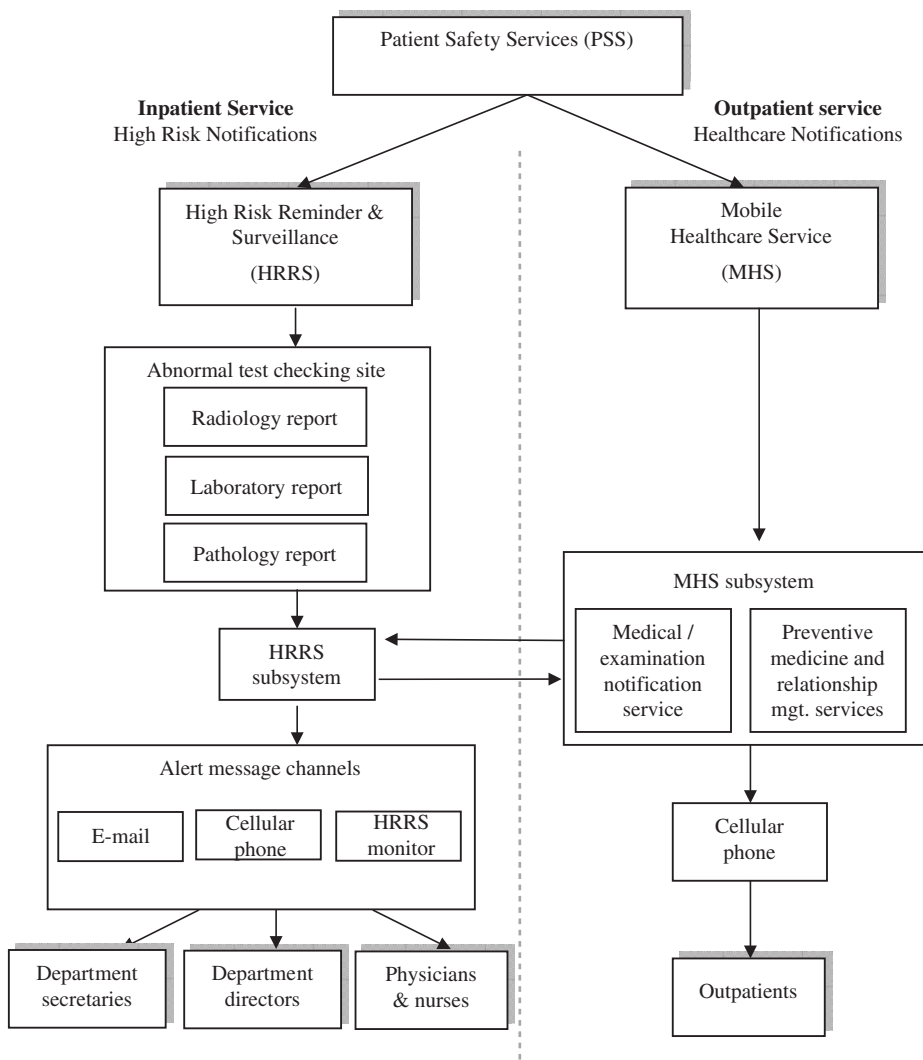 Patient Safety Services (PSS)
Inpatient Service
High Risk Notifications
Outpatient service
Healthcare Notifications
High Risk Reminder &
Surveillance
(HRRS)
Mobile
Healthcare Service
(MHS)
Abnormal test checking site
Radiology report
Laboratory report
Pathology report
HRRS
subsystem
MHS subsystem
Medical /
examination
notification
service
Preventive
medicine and
relationship
mgt. services
Alert message channels
E-mail
Cellular
phone
HRRS
monitor
Cellular
phone
Department
secretaries
Department
directors
Physicians
& nurses
Outpatients